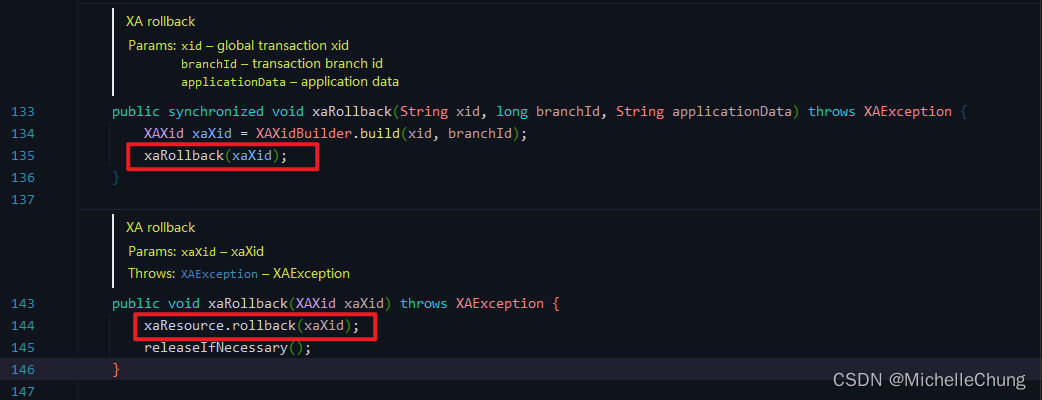 XA rollback
Params: xid – global transaction xid
branchId – transaction branch id
applicationData – application data
133 public synchronized void xaRollback(String xid, long branchId, String applicationData) throws XAException {
134 XAXid xaXid = XAXidBuilder.build(xid, branchId);
135 xaRollback(xaXid);
136 }
137
XA rollback
Params: xaXid – xaXid
Throws: XAException – XAException
143 public void xaRollback(XAXid xaXid) throws XAException {
144 xaResource.rollback(xaXid);
145 releaseIfNecessary();
146 }
147
CSDN @MichelleChung